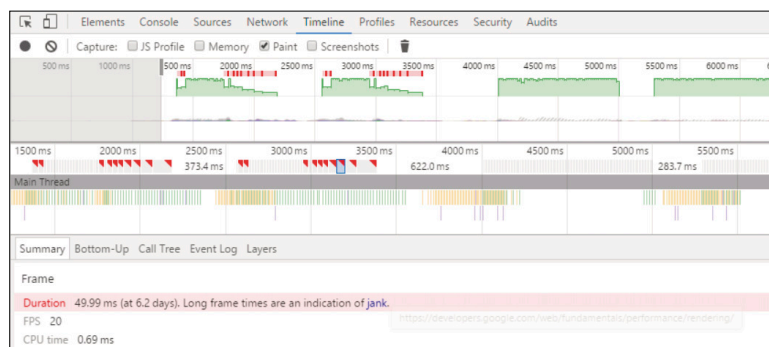 Elements Console Sources Network Timeline Profiles Resources Security Audits
Capture: JS Profile Memory Paint Screenshots
500 ms 1000 ms 500 ms 2000 ms 2500 ms 3000 ms 3500 ms 4000 ms 4500 ms 5000 ms 5500 ms
1500 ms 2000 ms 2500 ms 3000 ms 3500 ms 4000 ms 4500 ms 5000 ms 5500 ms
373.4 ms 622.0 ms 283.7 ms
Main Thread
Summary Bottom-Up Call Tree Event Log Layers
Frame
Duration 49.99 ms (at 6.2 days). Long frame times are an indication of jank.
FPS 20
https://developers.google.com/web/fundamentals/performance/rendering/
CPU time 0.69 ms